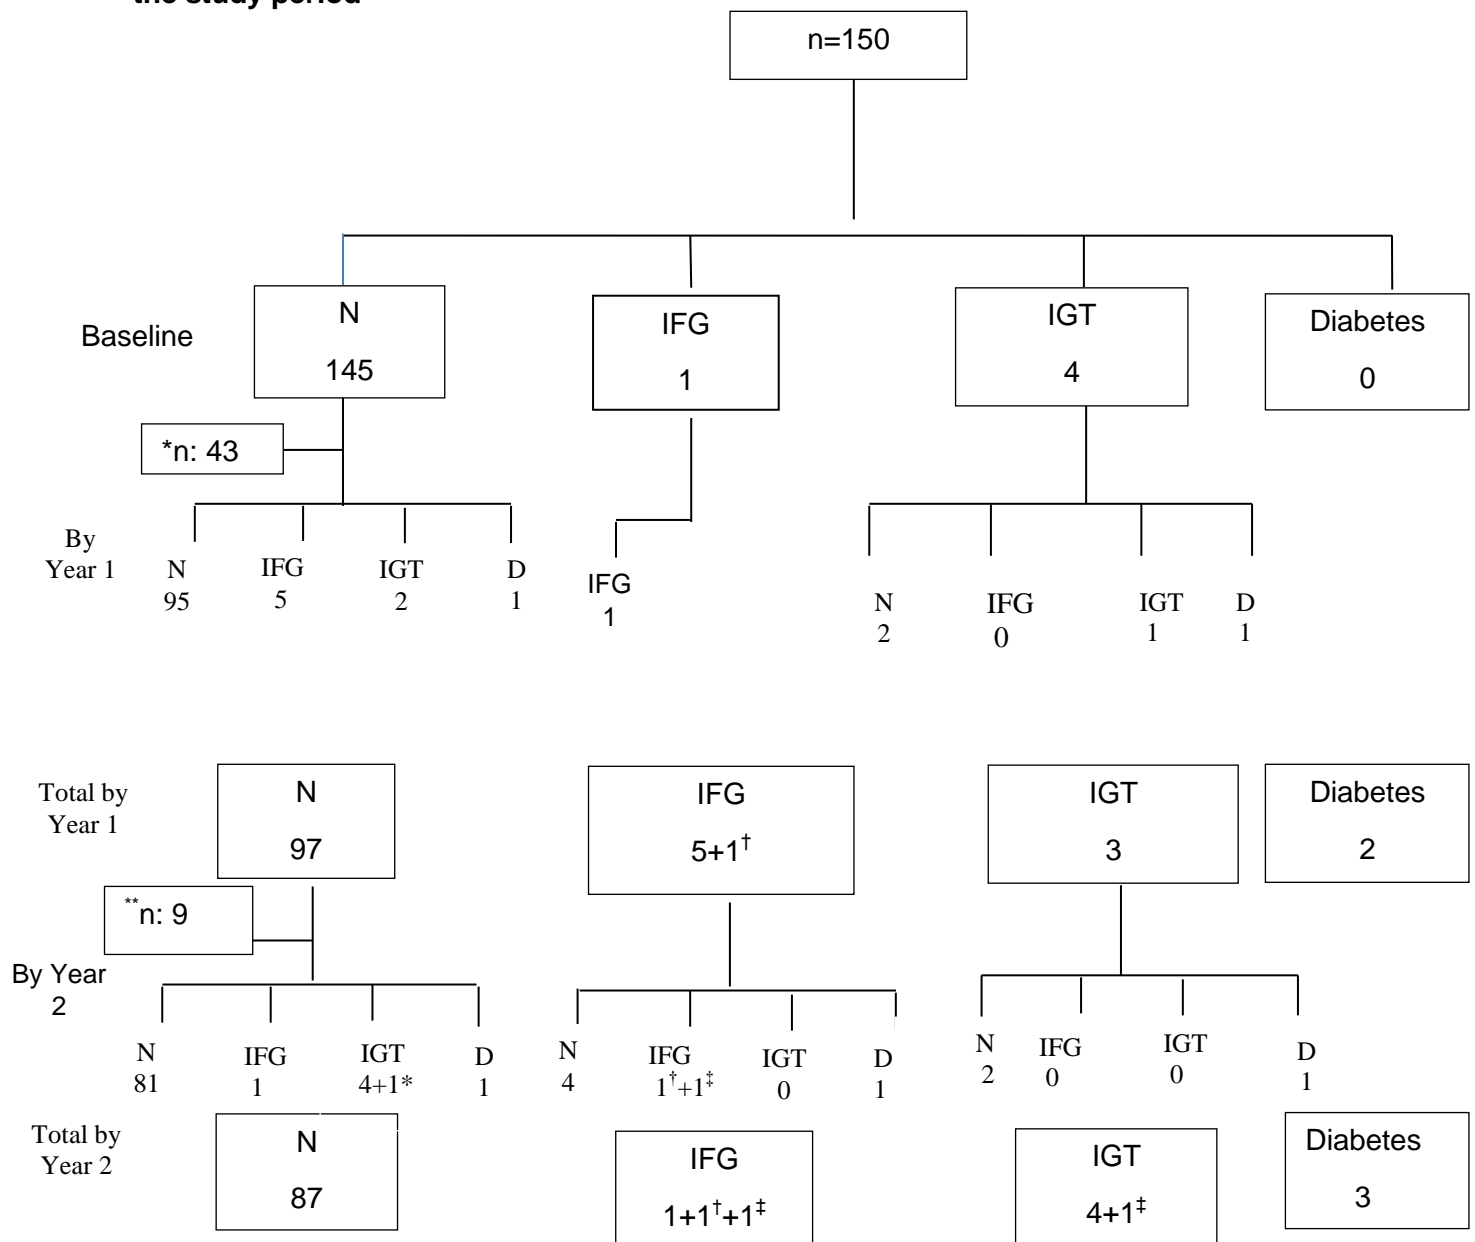 the study period
n=150
Baseline
N
145
IFG
1
IGT
4
Diabetes
0
*n: 43
By
Year 1
N
95
IFG
5
IGT
2
D
1
IFG
1
N
2
IFG
0
IGT
1
D
1
Total by
Year 1
N
97
IFG
5+1†
IGT
3
Diabetes
2
**n: 9
By Year
2
N
81
IFG
1
IGT
4+1*
D
1
N
4
IFG
1†+1‡
IGT
0
D
1
N
2
IFG
0
IGT
0
D
1
Total by
Year 2
N
87
IFG
1+1†+1‡
IGT
4+1‡
Diabetes
3